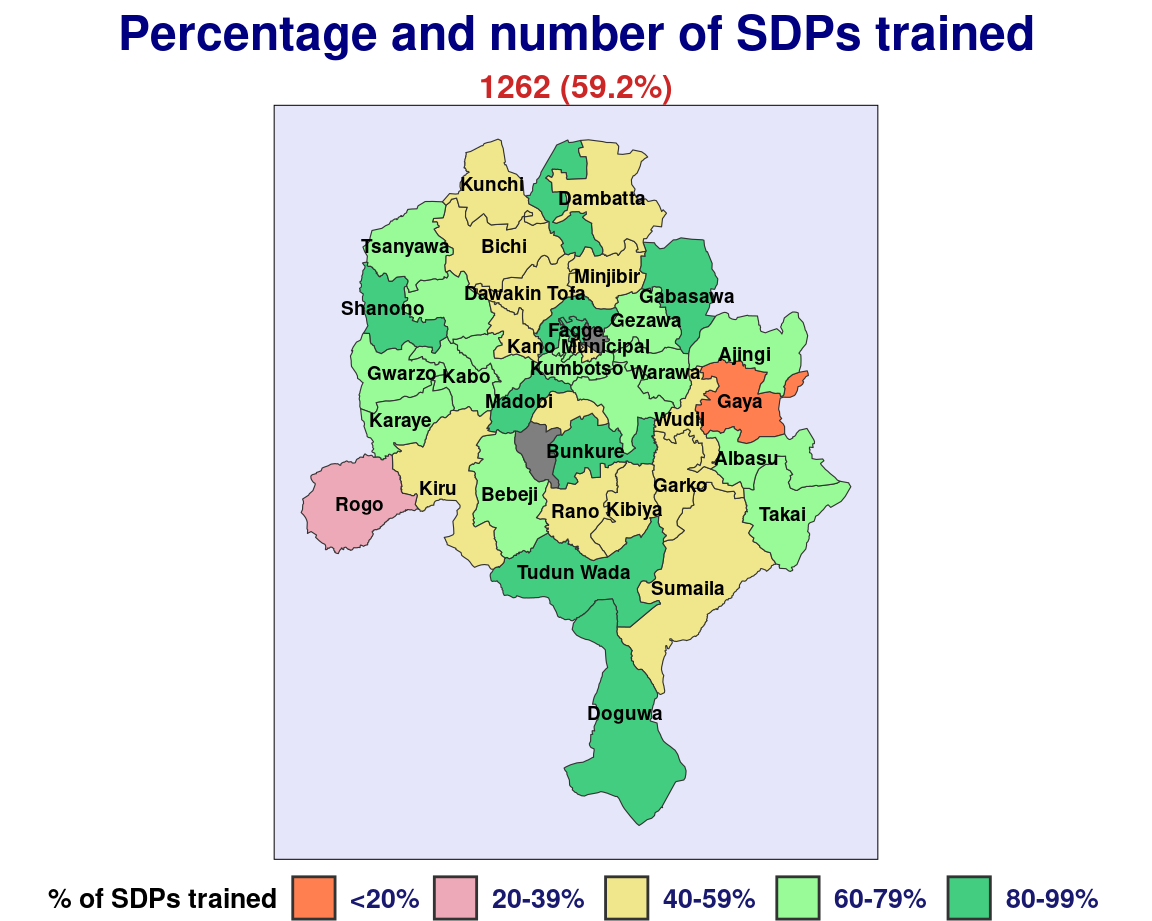 Percentage and number of SDPs trained
1262 (59.2%)
Kunchi
Dambatta
Tsanyawa
Bichi
Minjibir
Dawakin Tofa
Gabasawa
Shanono
Gezawa
Fagge
Kano Municipal
Ajingi
Kumbotso
Warawa
Gwarzo
Kabo
Madobi
Gaya
Karaye
Wudil
Bunkure
Albasu
Garko
Kiru
Bebeji
Rogo
Rano
Kibiya
Takai
Tudun Wada
Sumaila
Doguwa
% of SDPs trained <20% 20-39% 40-59% 60-79% 80-99%